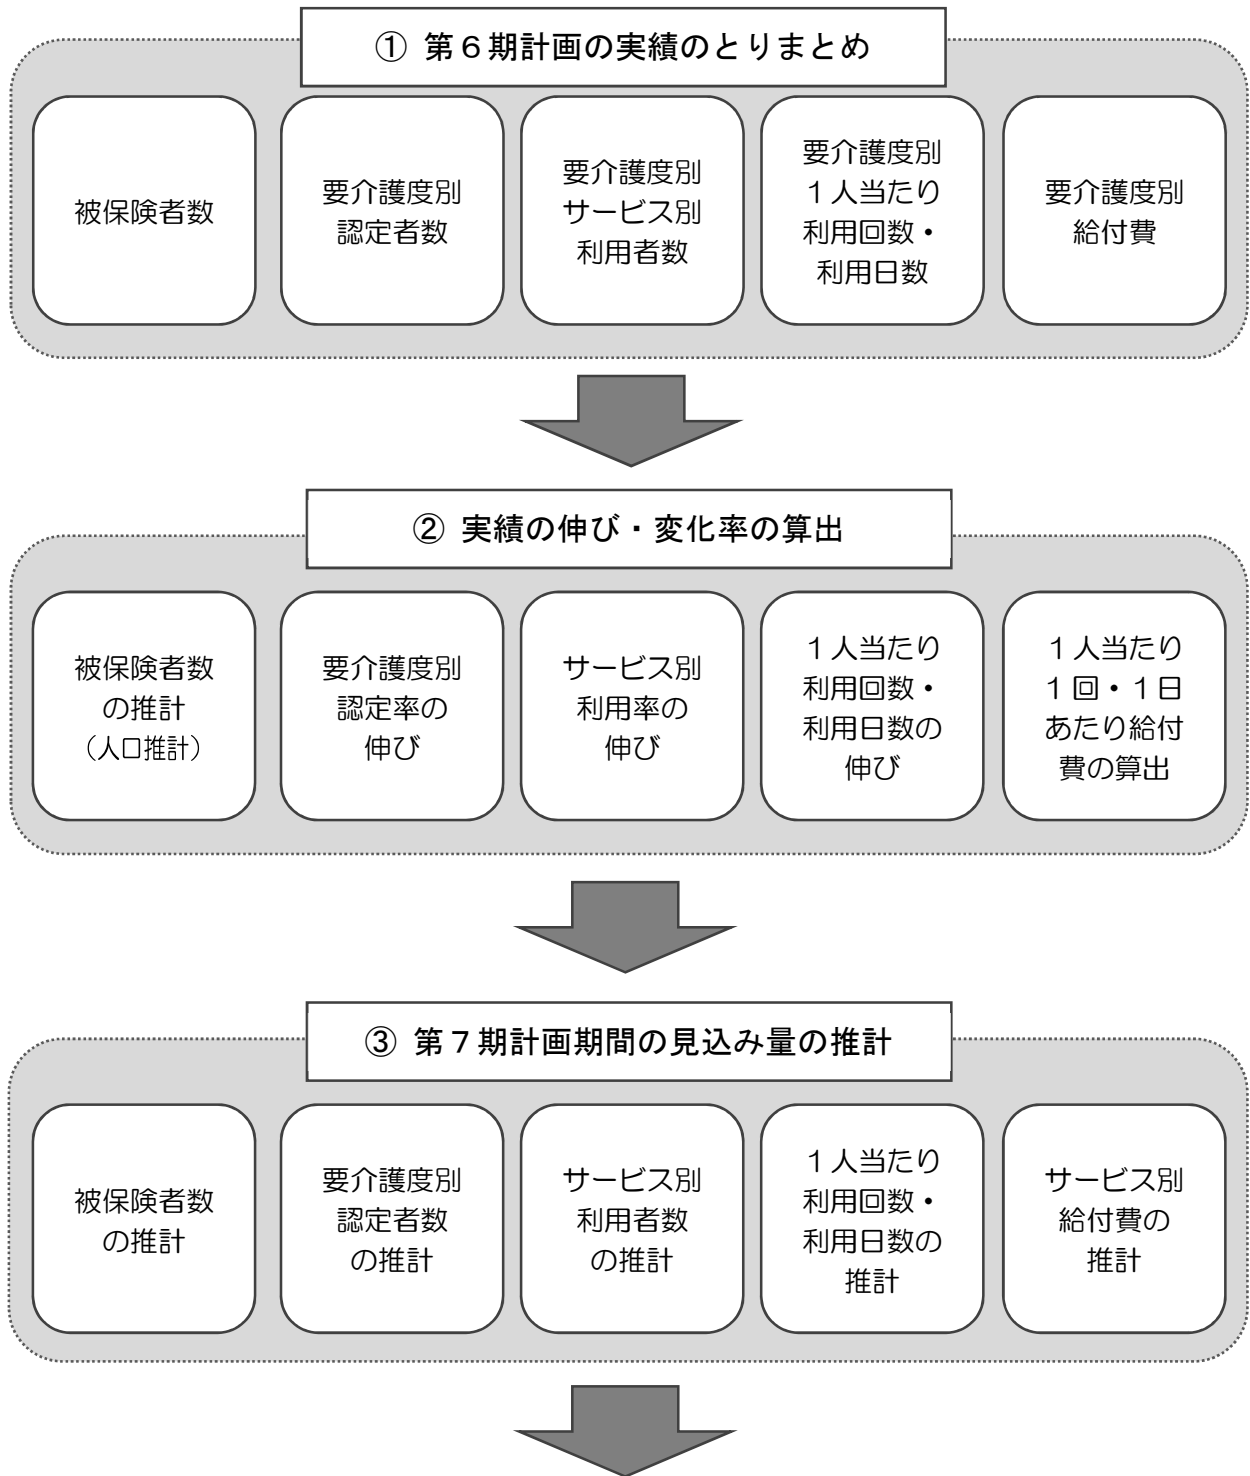 ① 第６期計画の実績のとりまとめ
被保険者数
要介護度別
認定者数
要介護度別
サービス別
利用者数
要介護度別
１人当たり
利用回数・
利用日数
要介護度別
給付費
② 実績の伸び・変化率の算出
被保険者数
の推計
（人口推計）
要介護度別
認定率の
伸び
サービス別
利用率の
伸び
１人当たり
利用回数・
利用日数の
伸び
１人当たり
１回・１日
あたり給付
費の算出
③ 第７期計画期間の見込み量の推計
被保険者数
の推計
要介護度別
認定者数
の推計
サービス別
利用者数
の推計
１人当たり
利用回数・
利用日数の
推計
サービス別
給付費の
推計